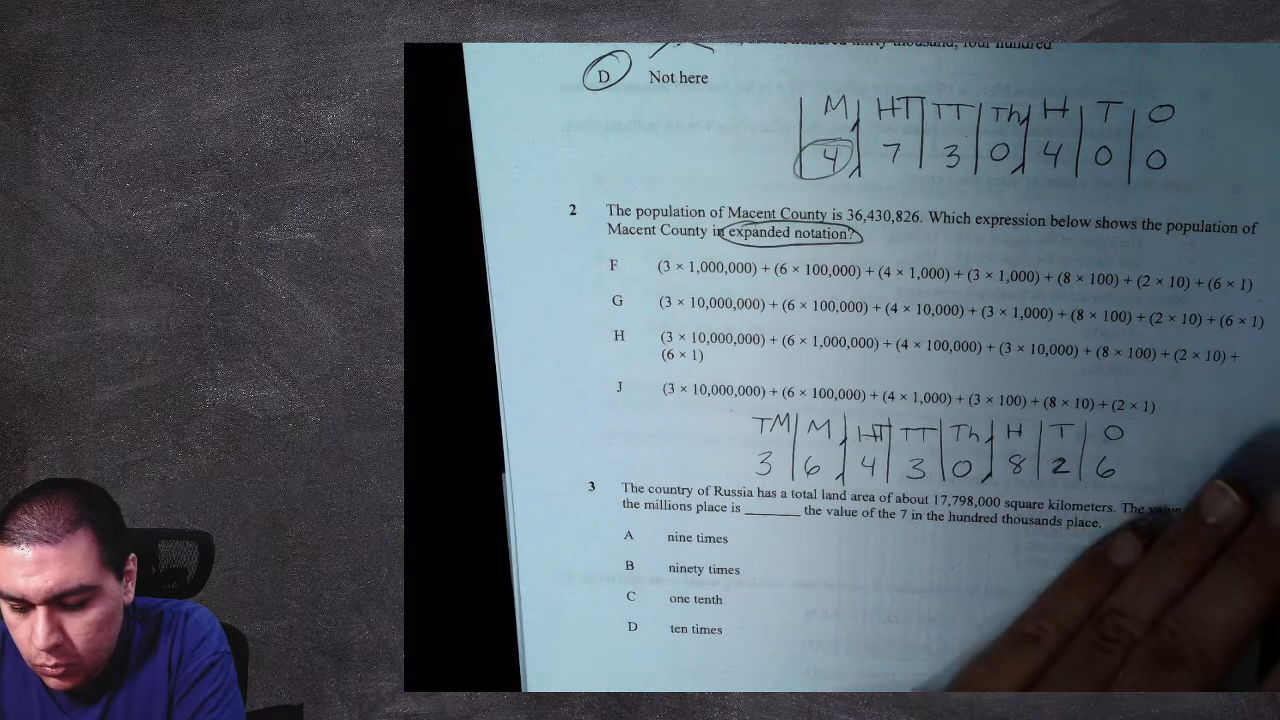 thousand, four hundred
D Not here
M HT TT Th H T O
4 7 3 0 4 0 0
2 The population of Macent County is 36,430,826. Which expression below shows the population of
Macent County in expanded notation?
F (3 × 1,000,000) + (6 × 100,000) + (4 × 1,000) + (3 × 1,000) + (8 × 100) + (2 × 10) + (6 × 1)
G (3 × 10,000,000) + (6 × 100,000) + (4 × 10,000) + (3 × 1,000) + (8 × 100) + (2 × 10) + (6 × 1)
H (3 × 10,000,000) + (6 × 1,000,000) + (4 × 100,000) + (3 × 10,000) + (8 × 100) + (2 × 10) +
(6 × 1)
J (3 × 10,000,000) + (6 × 100,000) + (4 × 1,000) + (3 × 100) + (8 × 10) + (2 × 1)
TM M HT TT Th H T O
3 6 4 3 0 8 2 6
3 The country of Russia has a total land area of about 17,798,000 square kilometers. The value
the millions place is ________ the value of the 7 in the hundred thousands place.
A nine times
B ninety times
C one tenth
D ten times